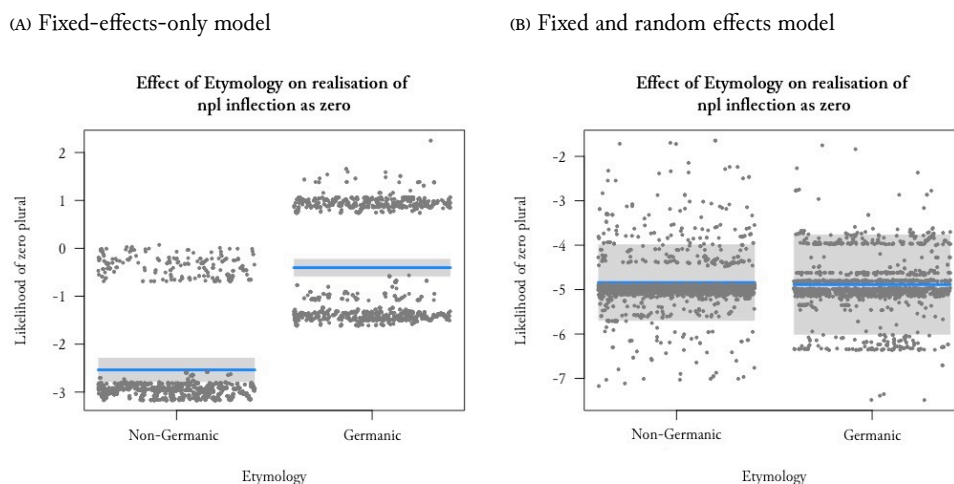 (A) Fixed-effects-only model
Effect of Etymology on realisation of
npl inflection as zero
Likelihood of zero plural
2
1
0
-1
-2
-3
Non-Germanic
Germanic
Etymology
(B) Fixed and random effects model
Effect of Etymology on realisation of
npl inflection as zero
Likelihood of zero plural
-2
-3
-4
-5
-6
-7
Non-Germanic
Germanic
Etymology